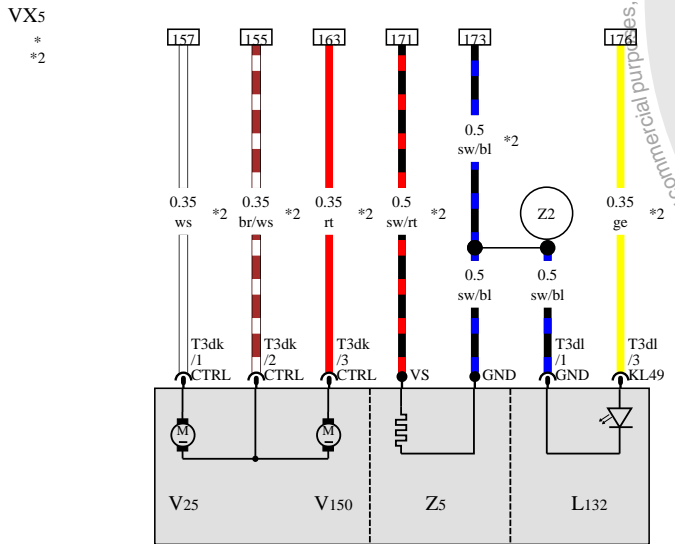 VX5
*
*2
157 155 163 171 173 176
0.5
sw/bl *2
0.35 ws *2
0.35 br/ws *2
0.35 rt *2
0.5 sw/rt *2
Z2
0.35 ge *2
0.5 sw/bl
0.5 sw/bl
T3dk /1 CTRL
T3dk /2 CTRL
T3dk /3 CTRL
VS
GND
T3dl /1 GND
T3dl /3 KL49
M M
V25 V150 Z5 L132
commercial purposes,